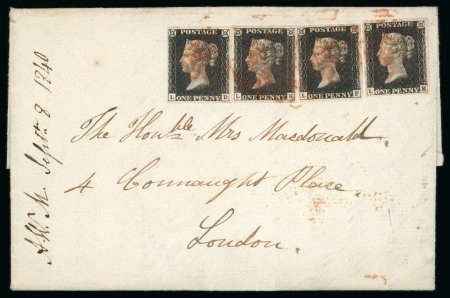 POSTAGE POSTAGE POSTAGE POSTAGE
L D L E L F L H
ONE PENNY ONE PENNY ONE PENNY ONE PENNY
The Honble Mrs Macdonald.
4 Connaught Place.
London.
Septr 8 1840